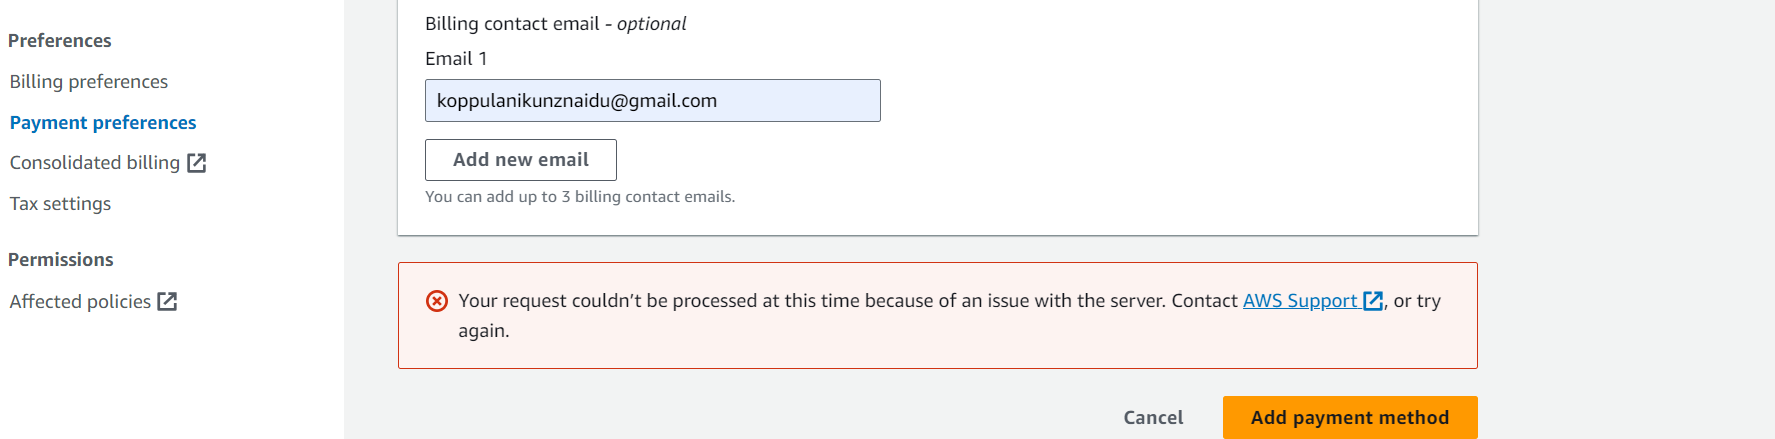 Preferences
Billing preferences
Payment preferences
Consolidated billing
Tax settings
Permissions
Affected policies
Billing contact email - optional
Email 1
koppulanikunznaidu@gmail.com
Add new email
You can add up to 3 billing contact emails.
Your request couldn't be processed at this time because of an issue with the server. Contact AWS Support, or try
again.
Cancel
Add payment method